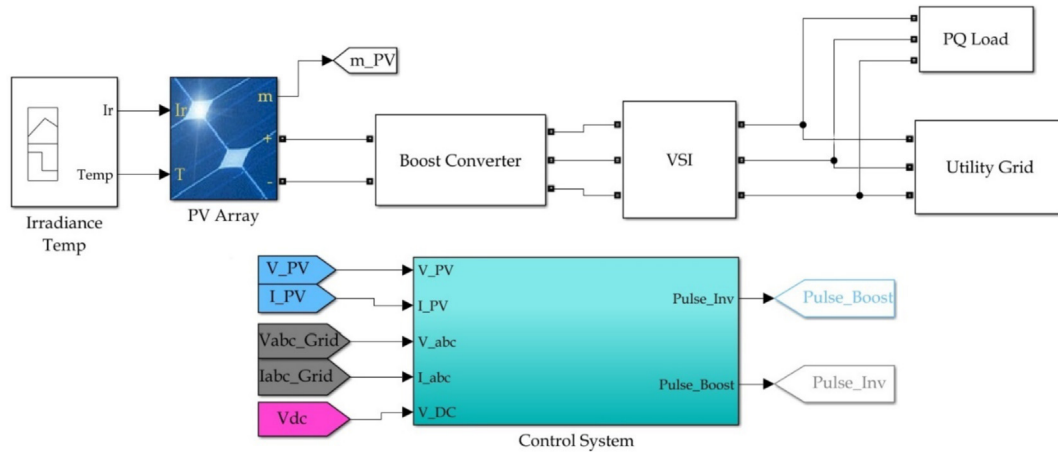 PQ Load
m_PV
Ir
Temp
Irradiance
Temp
Ir
T
m
+
-
PV Array
Boost Converter
VSI
Utility Grid
V_PV
I_PV
Vabc_Grid
Iabc_Grid
Vdc
V_PV
I_PV
V_abc
I_abc
V_DC
Pulse_Inv
Pulse_Boost
Control System
Pulse_Boost
Pulse_Inv